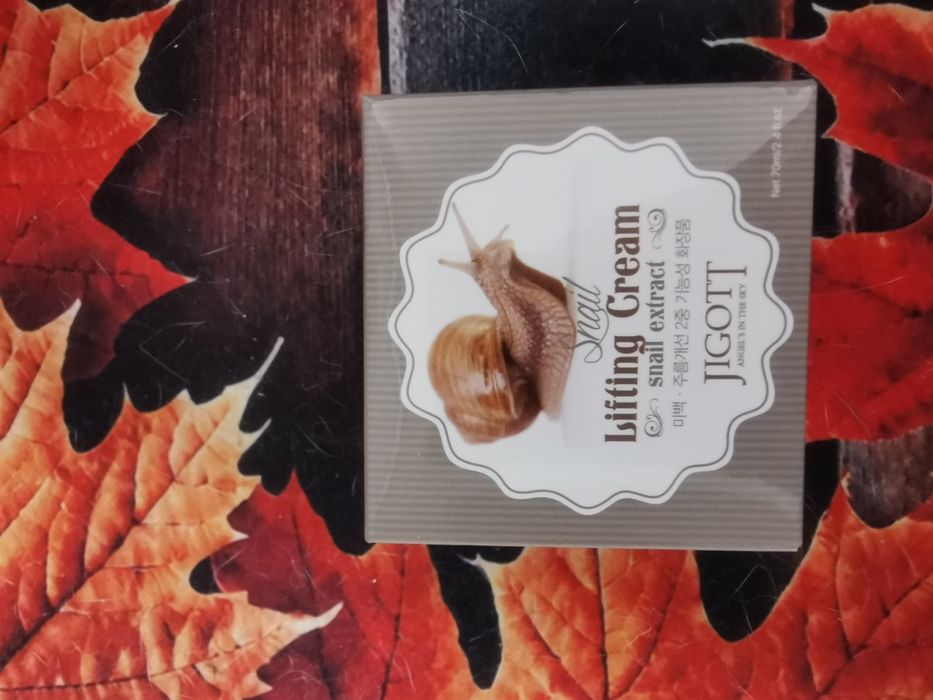 Snail
Lifting Cream
snail extract
미백 · 주름개선 2중 기능성 화장품
JIGOTT
ANGEL'S IN THE SKY
Net 70ml/2.4 fl.oz